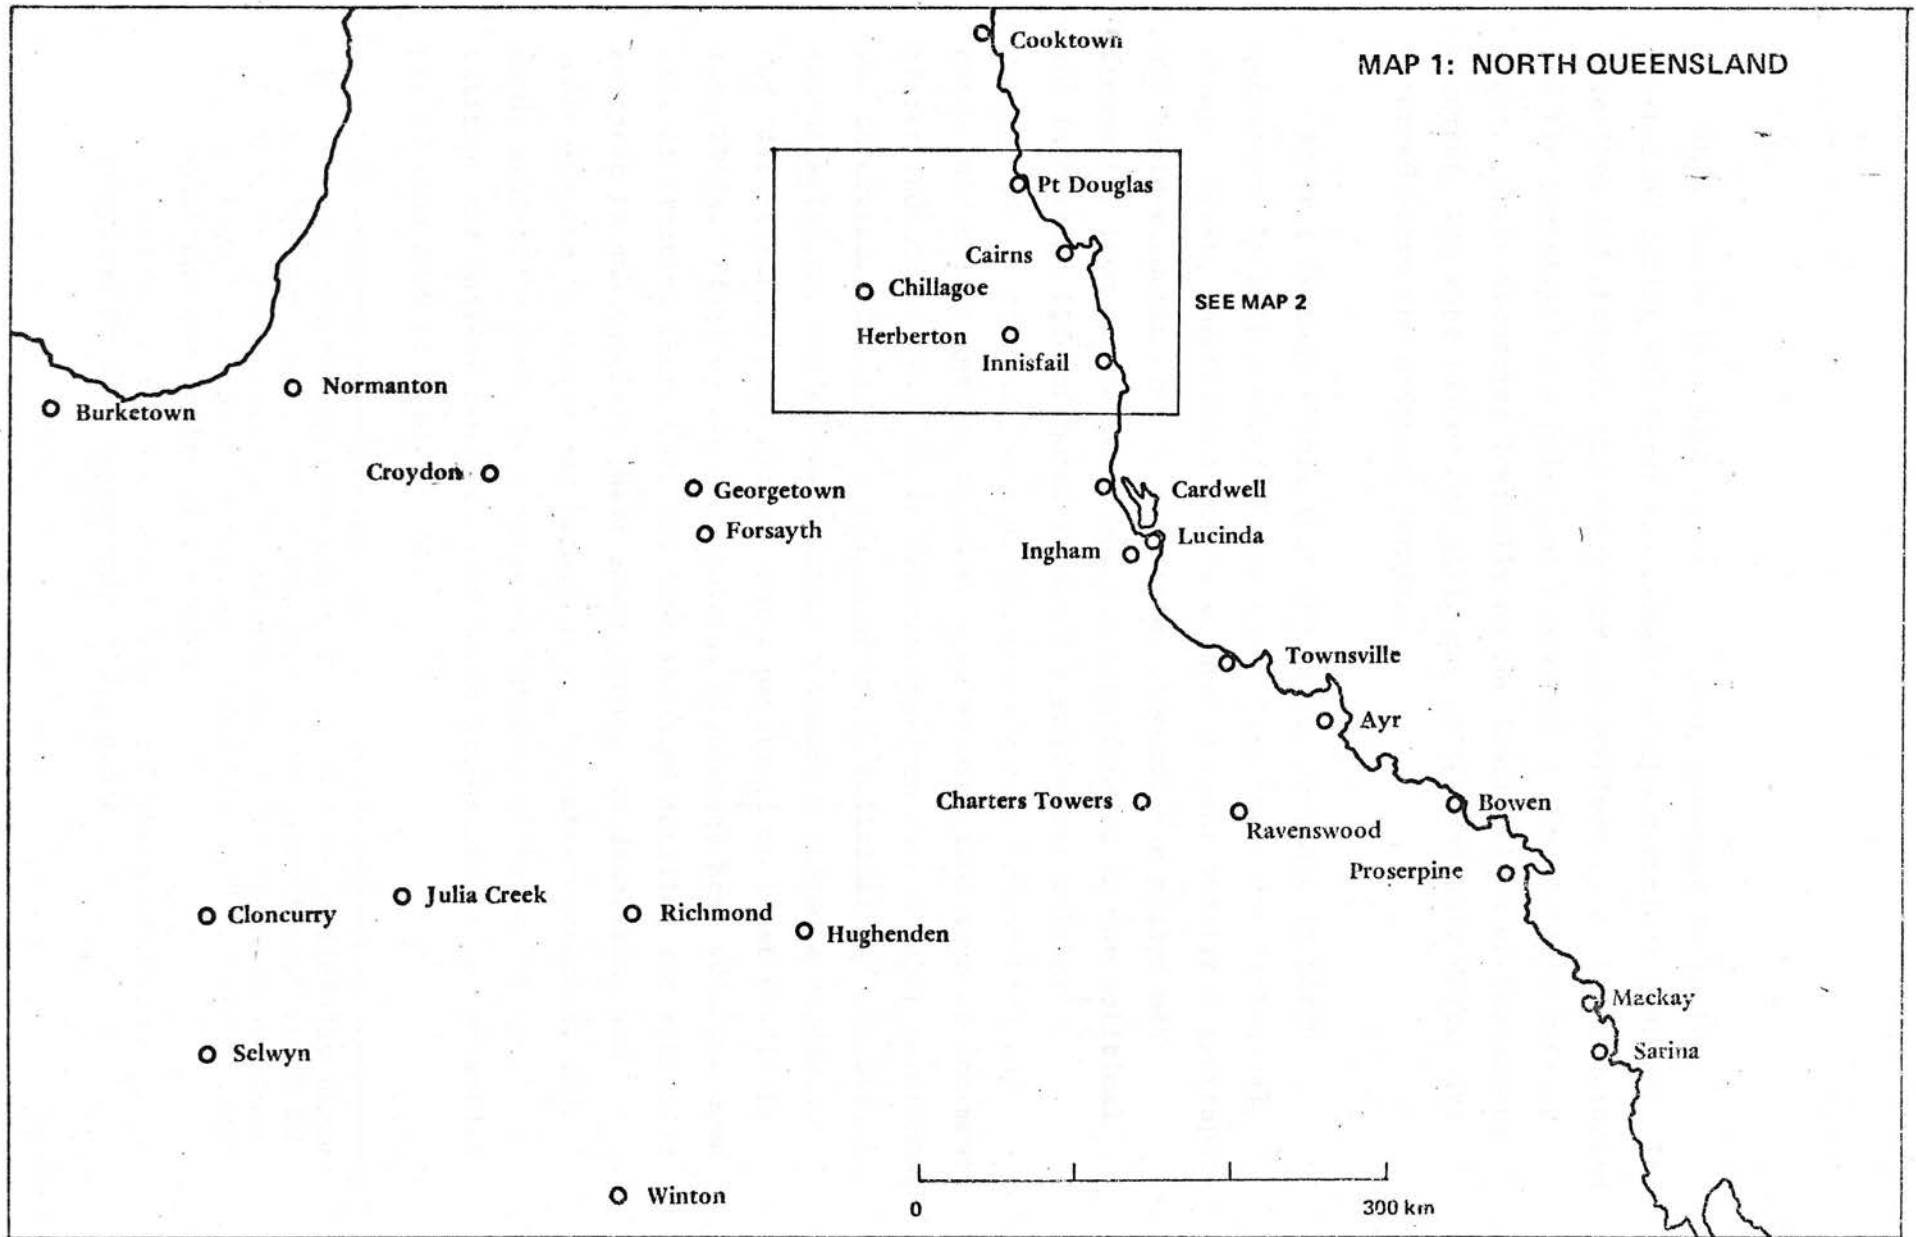 Cooktown
MAP 1: NORTH QUEENSLAND
Pt Douglas
Cairns
Chillagoe
SEE MAP 2
Herberton
Innisfail
Normanton
Burketown
Croydon
Georgetown
Cardwell
Forsayth
Lucinda
Ingham
Townsville
Ayr
Charters Towers
Bowen
Ravenswood
Proserpine
Julia Creek
Cloncurry
Richmond
Hughenden
Mackay
Selwyn
Sarina
Winton
0
300 km